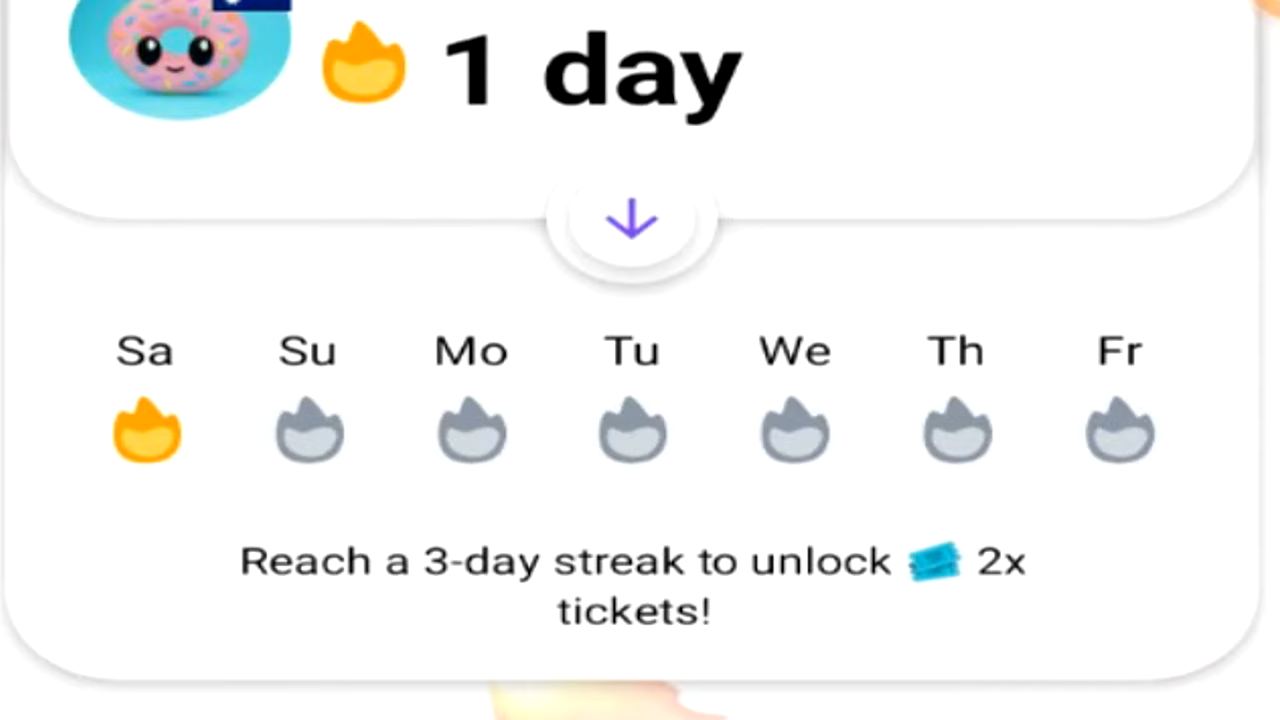 1 day
Sa Su Mo Tu We Th Fr
Reach a 3-day streak to unlock 2x
tickets!